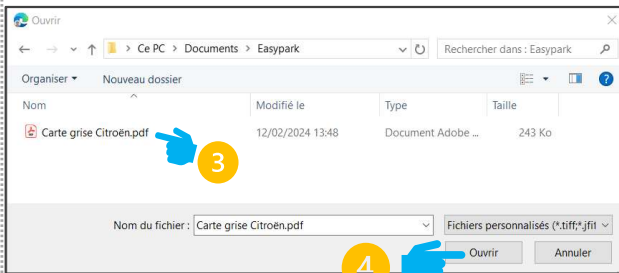 Ouvrir
Ce PC > Documents > Easypark
Rechercher dans : Easypark
Organiser Nouveau dossier
Nom Modifié le Type Taille
Carte grise Citroën.pdf 12/02/2024 13:48 Document Adobe ... 243 Ko
3
Nom du fichier : Carte grise Citroën.pdf Fichiers personnalisés (*.tiff;*.jfif
Ouvrir Annuler
4